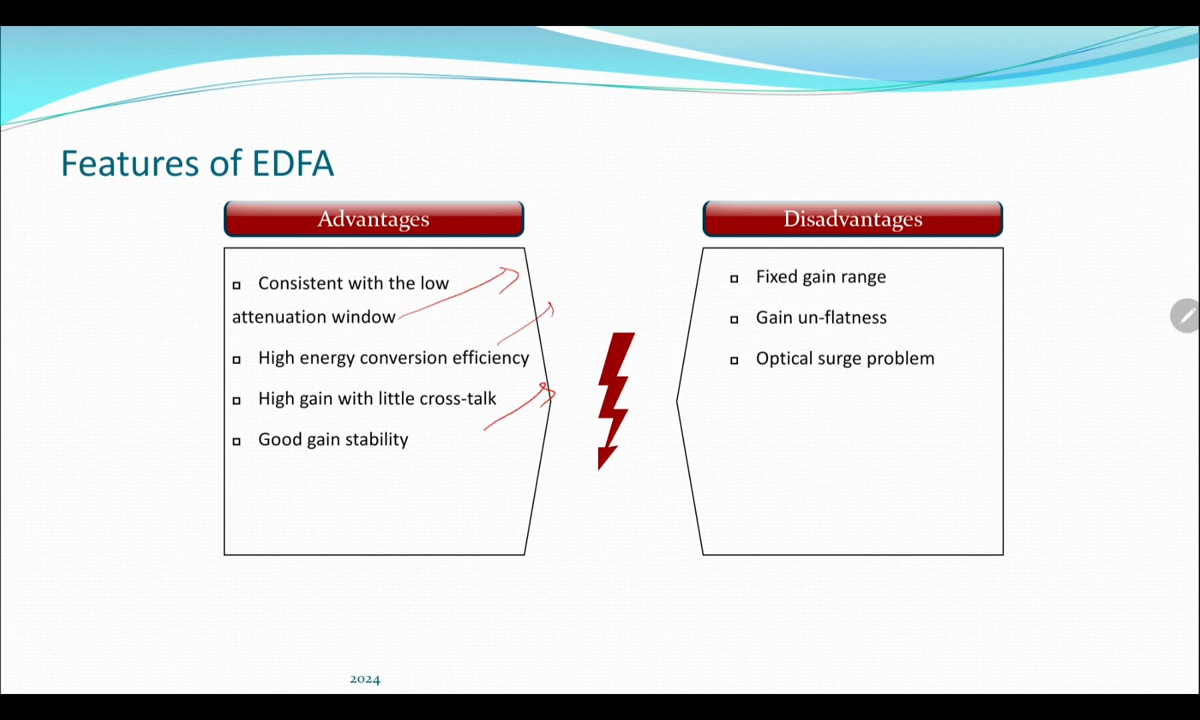 Features of EDFA
Advantages
Consistent with the low
attenuation window
High energy conversion efficiency
High gain with little cross-talk
Good gain stability
Disadvantages
Fixed gain range
Gain un-flatness
Optical surge problem
2024